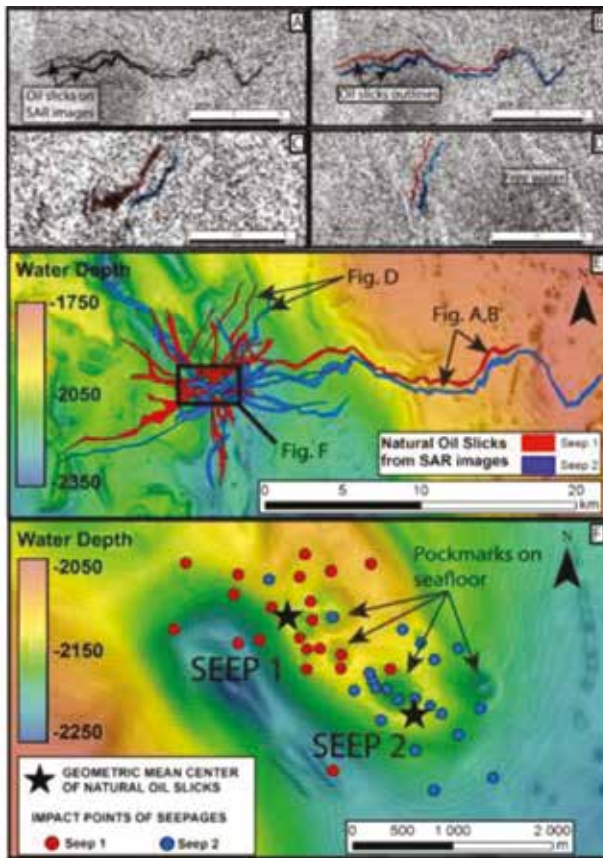 A
B
Oil slicks on
SAR images
Oil slicks outlines
C
D
Water Depth
E
N
Fig. D
-1750
Fig. A,B
-2050
Fig. F
Natural Oil Slicks
from SAR images
Seep 1
Seep 2
-2350
0 5 10 20
km
Water Depth
F
N
-2050
Pockmarks on
seafloor
-2150
SEEP 1
-2250
SEEP 2
GEOMETRIC MEAN CENTER
OF NATURAL OIL SLICKS
IMPACT POINTS OF SEEPAGES
Seep 1
Seep 2
0 500 1 000 2 000
m